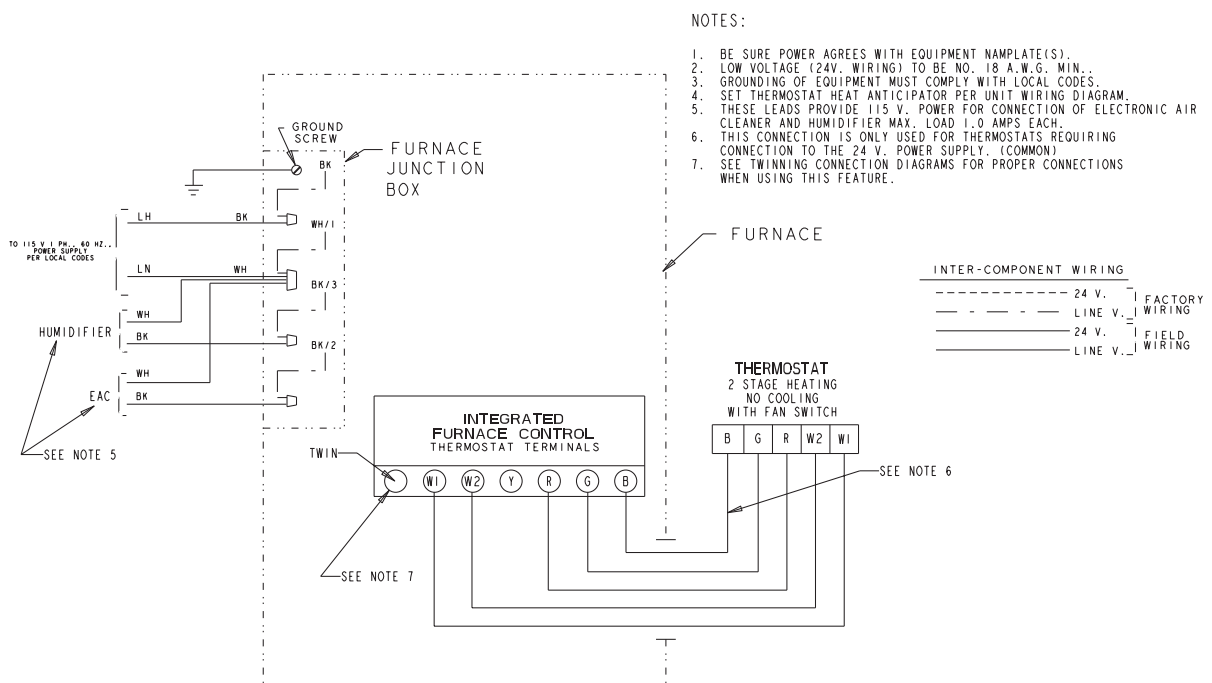 NOTES:
1. BE SURE POWER AGREES WITH EQUIPMENT NAMPLATE(S).
2. LOW VOLTAGE (24V. WIRING) TO BE NO. 18 A.W.G. MIN..
3. GROUNDING OF EQUIPMENT MUST COMPLY WITH LOCAL CODES.
4. SET THERMOSTAT HEAT ANTICIPATOR PER UNIT WIRING DIAGRAM.
5. THESE LEADS PROVIDE 115 V. POWER FOR CONNECTION OF ELECTRONIC AIR
CLEANER AND HUMIDIFIER MAX. LOAD 1.0 AMPS EACH.
6. THIS CONNECTION IS ONLY USED FOR THERMOSTATS REQUIRING
CONNECTION TO THE 24 V. POWER SUPPLY. (COMMON)
7. SEE TWINNING CONNECTION DIAGRAMS FOR PROPER CONNECTIONS
WHEN USING THIS FEATURE.
GROUND
SCREW
FURNACE
JUNCTION
BOX
BK
LH
BK
WH/1
TO 115 V 1 PH., 60 HZ.,
POWER SUPPLY
PER LOCAL CODES
LN
WH
BK/3
WH
HUMIDIFIER
BK
BK/2
WH
EAC
BK
SEE NOTE 5
FURNACE
INTER-COMPONENT WIRING
24 V.
LINE V.
FACTORY
WIRING
24 V.
LINE V.
FIELD
WIRING
THERMOSTAT
2 STAGE HEATING
NO COOLING
WITH FAN SWITCH
B G R W2 W1
SEE NOTE 6
INTEGRATED
FURNACE CONTROL
THERMOSTAT TERMINALS
TWIN
W1 W2 Y R G B
SEE NOTE 7